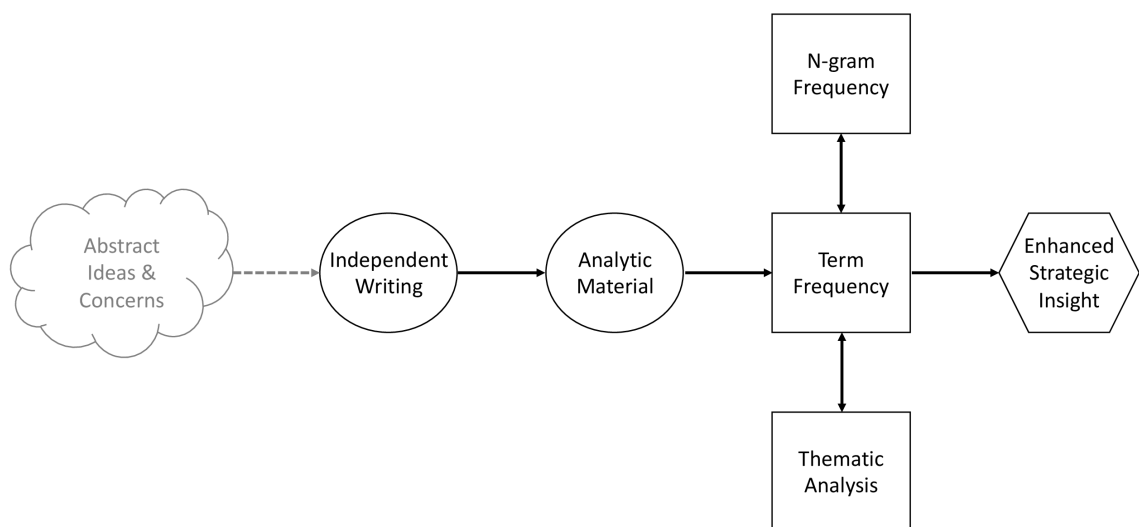 N-gram
Frequency
Abstract
Ideas &
Concerns
Independent
Writing
Analytic
Material
Term
Frequency
Enhanced
Strategic
Insight
Thematic
Analysis